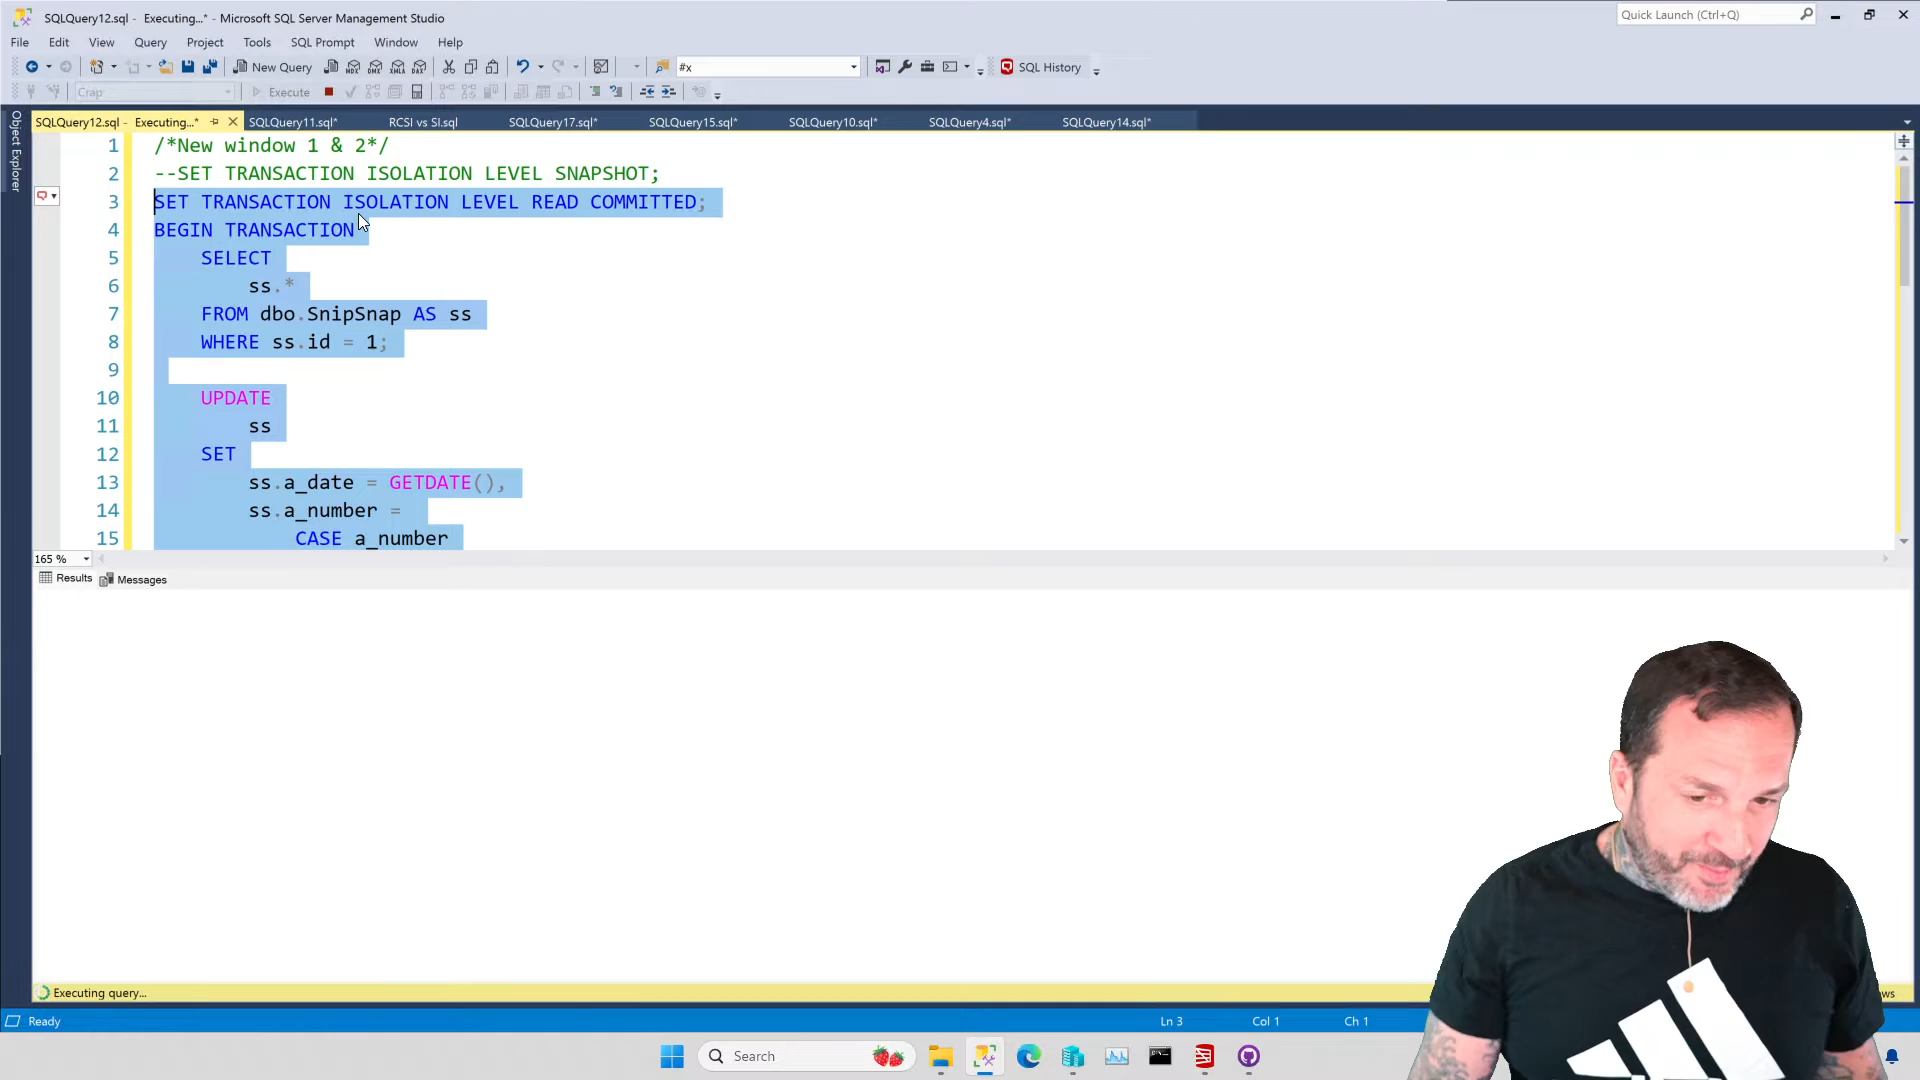 SQLQuery12.sql - Executing...* - Microsoft SQL Server Management Studio
Quick Launch (Ctrl+Q)
File Edit View Query Project Tools SQL Prompt Window Help
New Query MDX DMX XMLA DAX #x SQL History
Crap Execute
SQLQuery12.sql - Executing...* SQLQuery11.sql* RCSI vs SI.sql SQLQuery17.sql* SQLQuery15.sql* SQLQuery10.sql* SQLQuery4.sql* SQLQuery14.sql*
Object Explorer
1 /*New window 1 & 2*/
2 --SET TRANSACTION ISOLATION LEVEL SNAPSHOT;
3 SET TRANSACTION ISOLATION LEVEL READ COMMITTED;
4 BEGIN TRANSACTION
5 SELECT
6 ss.*
7 FROM dbo.SnipSnap AS ss
8 WHERE ss.id = 1;
9
10 UPDATE
11 ss
12 SET
13 ss.a_date = GETDATE(),
14 ss.a_number =
15 CASE a_number
165 %
Results Messages
Executing query...
Ready Ln 3 Col 1 Ch 1
Search